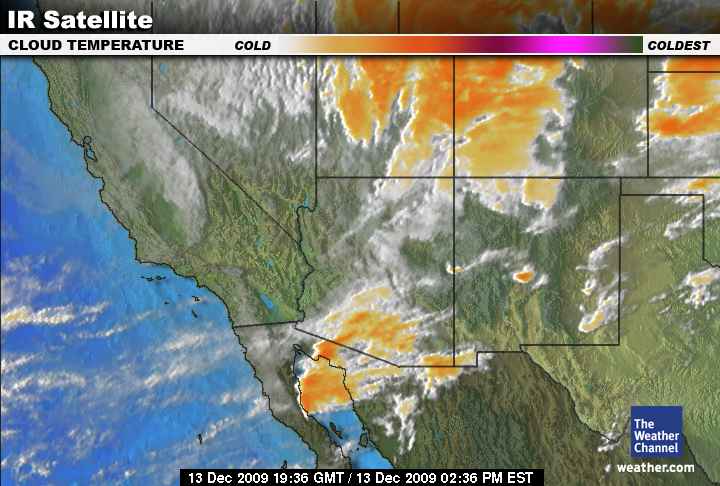 IR Satellite
CLOUD TEMPERATURE COLD COLDEST
The
Weather
Channel
weather.com
13 Dec 2009 19:36 GMT / 13 Dec 2009 02:36 PM EST